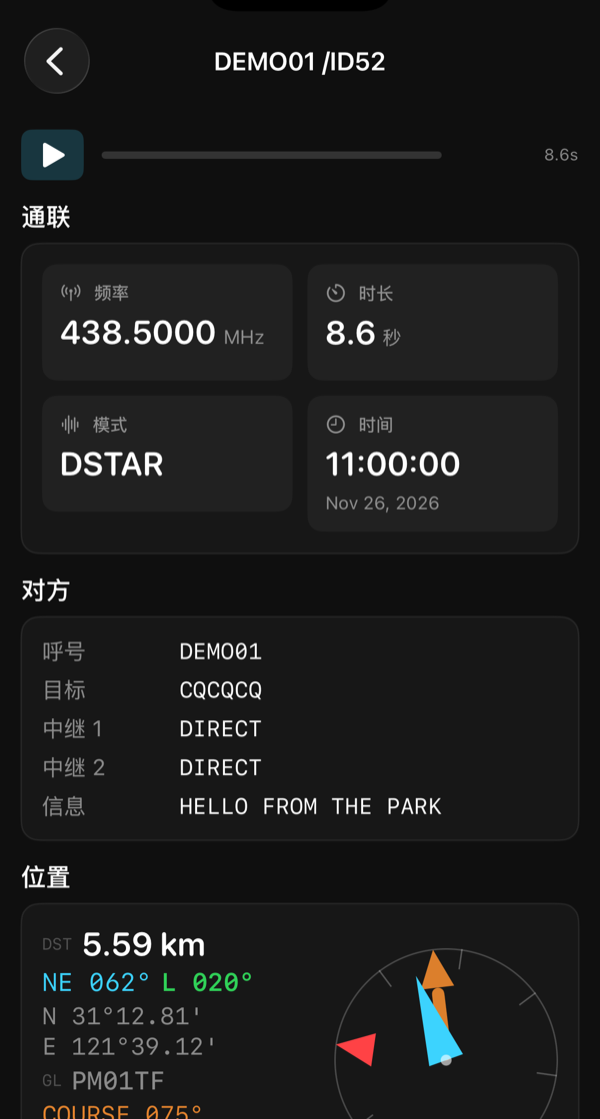 DEMO01 /ID52
8.6s
通联
频率
438.5000 MHz
时长
8.6 秒
模式
DSTAR
时间
11:00:00
Nov 26, 2026
对方
呼号 DEMO01
目标 CQCQCQ
中继 1 DIRECT
中继 2 DIRECT
信息 HELLO FROM THE PARK
位置
DST 5.59 km
NE 062° L 020°
N 31°12.81'
E 121°39.12'
GL PM01TF
COURSE 075°